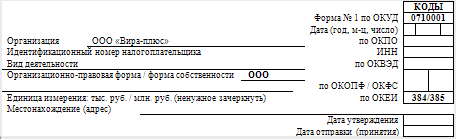 КОДЫ
Форма № 1 по ОКУД 0710001
Дата (год, м-ц, число)
Организация ООО «Вира-плюс» по ОКПО
Идентификационный номер налогоплательщика ИНН
Вид деятельности по ОКВЭД
Организационно-правовая форма / форма собственности ООО
по ОКОПФ / ОКФС
Единица измерения: тыс. руб. / млн. руб. (ненужное зачеркнуть) по ОКЕИ 384/385
Местонахождение (адрес)
Дата утверждения
Дата отправки (принятия)